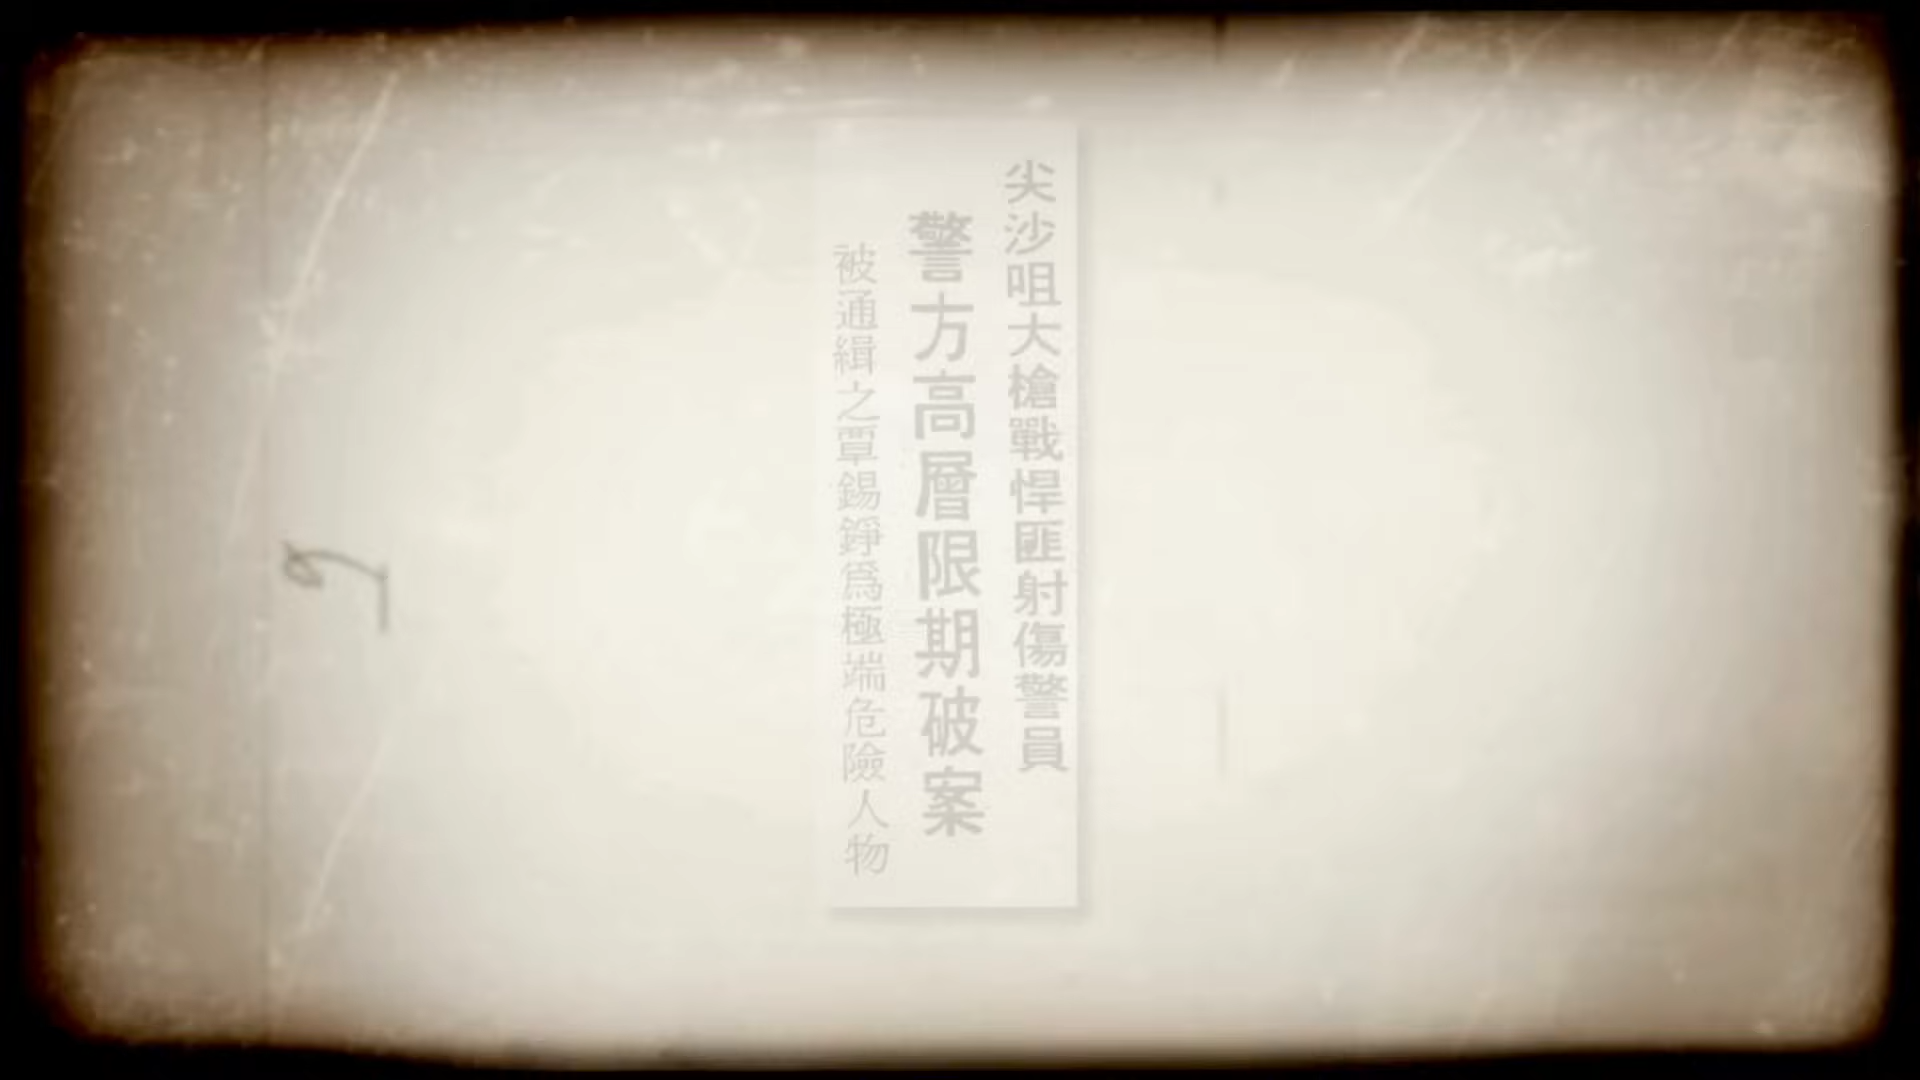 尖沙咀大槍戰悍匪射傷警員
警方高層限期破案
被通緝之覃錫錚爲極端危險人物